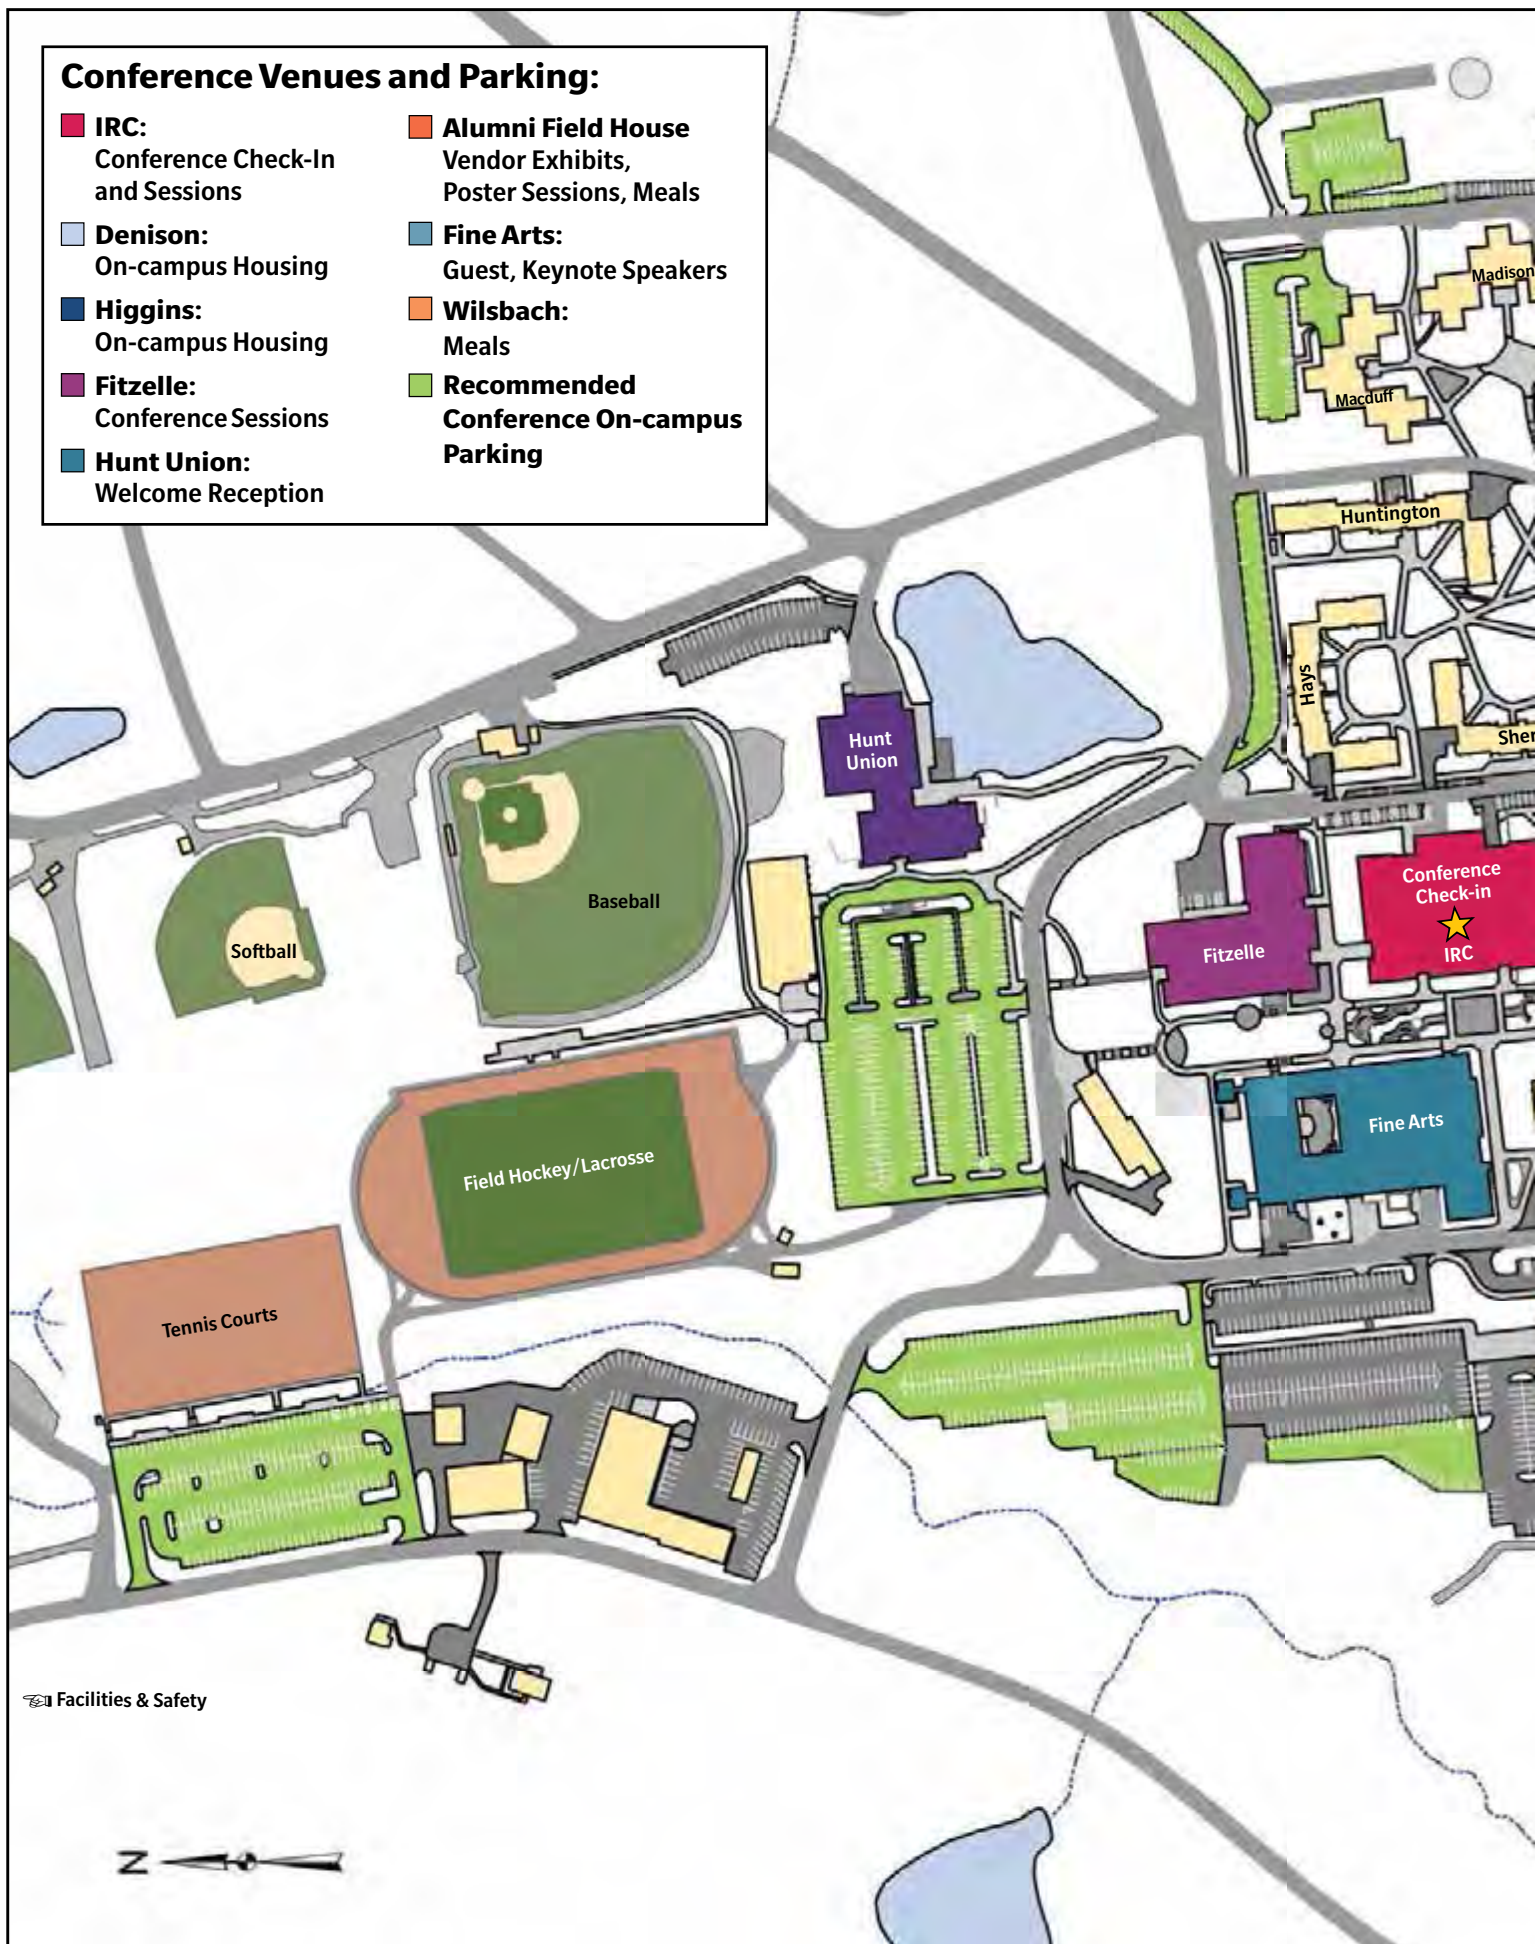 Conference Venues and Parking:
IRC:
Conference Check-In
and Sessions
Denison:
On-campus Housing
Higgins:
On-campus Housing
Fitzelle:
Conference Sessions
Hunt Union:
Welcome Reception
Alumni Field House
Vendor Exhibits,
Poster Sessions, Meals
Fine Arts:
Guest, Keynote Speakers
Wilsbach:
Meals
Recommended
Conference On-campus
Parking
Madison
Macduff
Huntington
Hays
Sher
Hunt
Union
Conference
Check-in
IRC
Fitzelle
Baseball
Softball
Fine Arts
Field Hockey/Lacrosse
Tennis Courts
Facilities & Safety
N